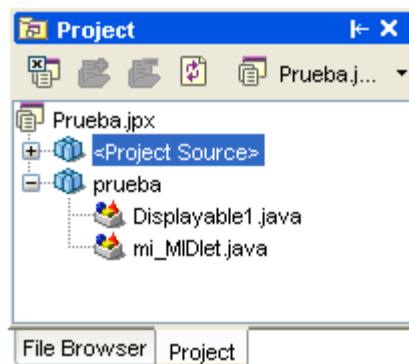 Project
Prueba.j...
Prueba.jpx
<Project Source>
prueba
Displayable1.java
mi_MIDlet.java
File Browser
Project